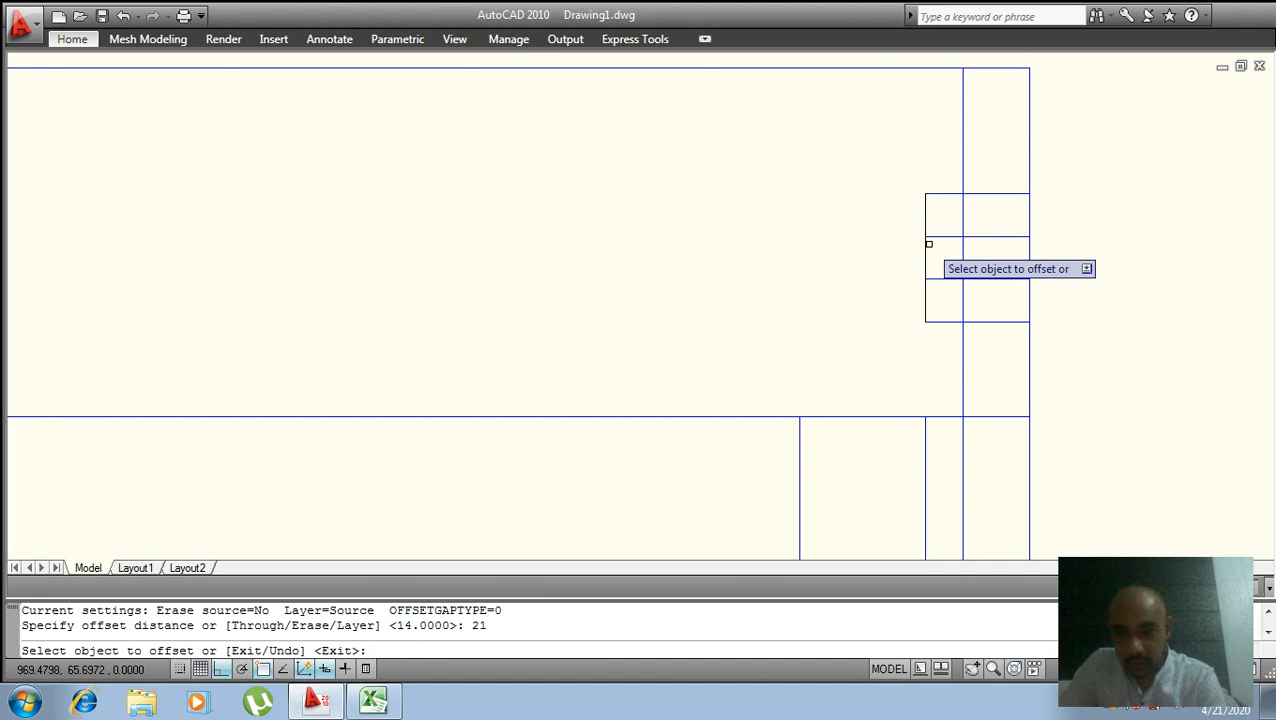 AutoCAD 2010 Drawing1.dwg
Type a keyword or phrase
Home Mesh Modeling Render Insert Annotate Parametric View Manage Output Express Tools
Select object to offset or
Model Layout1 Layout2
Current settings: Erase source=No Layer=Source OFFSETGAPTYPE=0
Specify offset distance or [Through/Erase/Layer] <14.0000>: 21
Select object to offset or [Exit/Undo] <Exit>:
969.4798, 65.6972, 0.0000
MODEL
4/21/2020